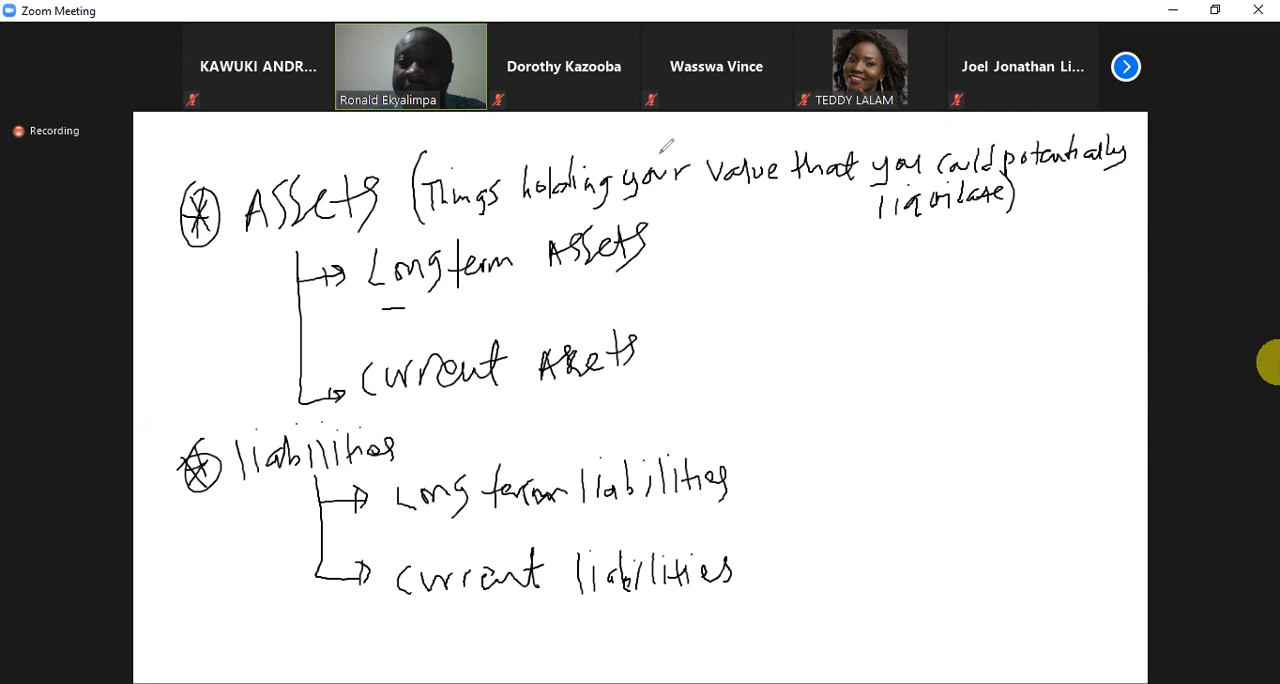 Zoom Meeting
KAWUKI ANDR...
Ronald Ekyalimpa
Dorothy Kazooba
Wasswa Vince
TEDDY LALAM
Joel Jonathan Li...
Recording
ASSets (Things holding your value that you could potentially
liquidate)
Long term ASSets
Current Assets
liabilities
Long term liabilities
Current liabilities